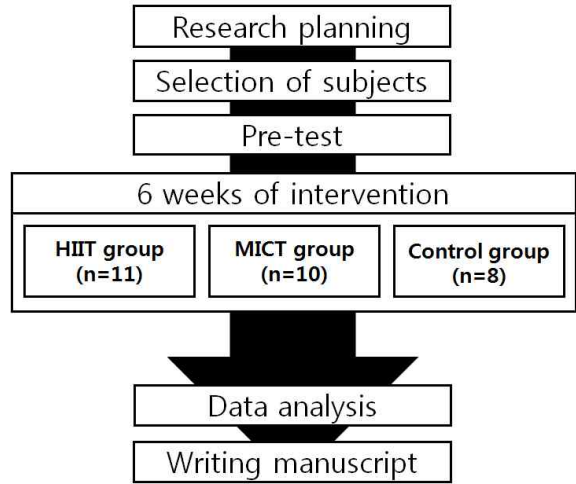 Research planning
Selection of subjects
Pre-test
6 weeks of intervention
HIIT group
(n=11)
MICT group
(n=10)
Control group
(n=8)
Data analysis
Writing manuscript